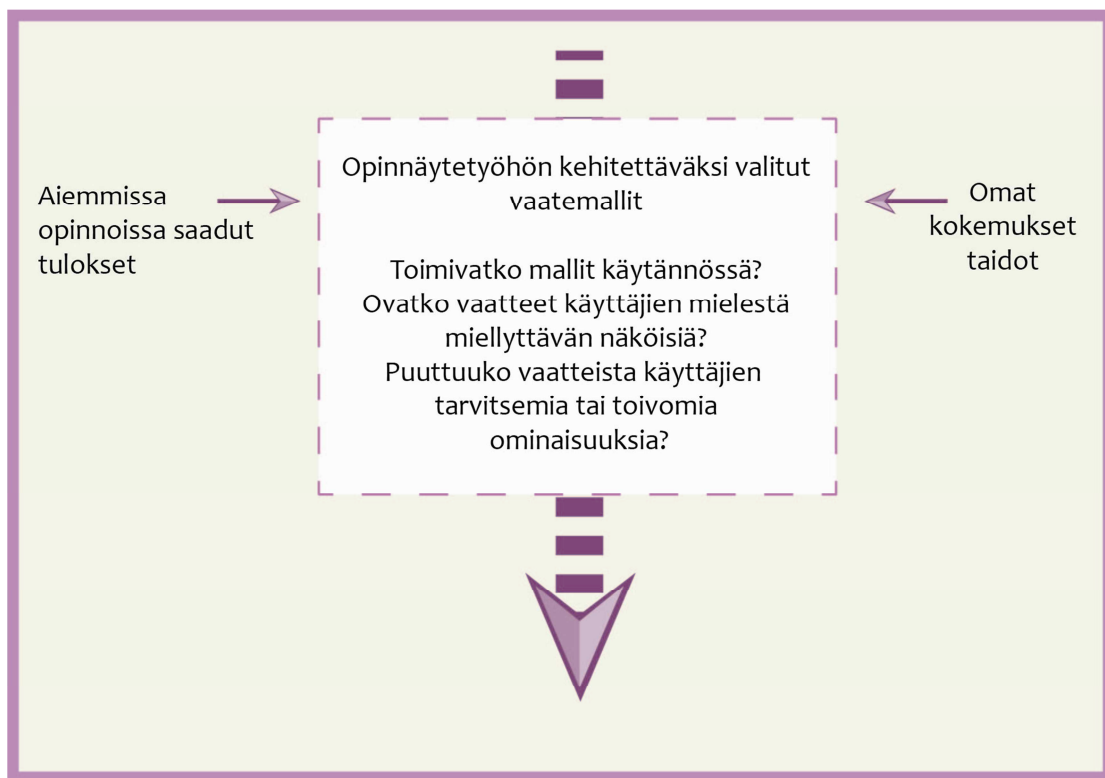 Aiemmissa
opinnoissa saadut
tulokset
Opinnäytetyöhön kehitettäväksi valitut
vaatemallit
Toimivatko mallit käytännössä?
Ovatko vaatteet käyttäjien mielestä
miellyttävän näköisiä?
Puuttuuko vaatteista käyttäjien
tarvitsemia tai toivomia
ominaisuuksia?
Omat
kokemukset
taidot